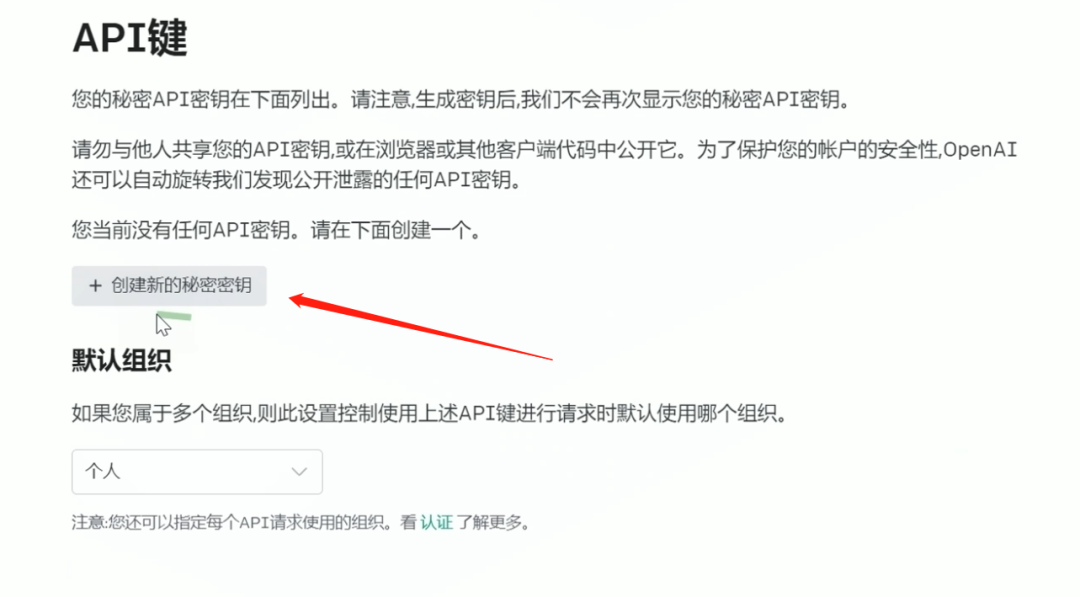 API键
您的秘密API密钥在下面列出。请注意,生成密钥后,我们不会再次显示您的秘密API密钥。
请勿与他人共享您的API密钥,或在浏览器或其他客户端代码中公开它。为了保护您的帐户的安全性,OpenAI
还可以自动旋转我们发现公开泄露的任何API密钥。
您当前没有任何API密钥。请在下面创建一个。
+ 创建新的秘密密钥
默认组织
如果您属于多个组织,则此设置控制使用上述API键进行请求时默认使用哪个组织。
个人
注意:您还可以指定每个API请求使用的组织。看 认证 了解更多。